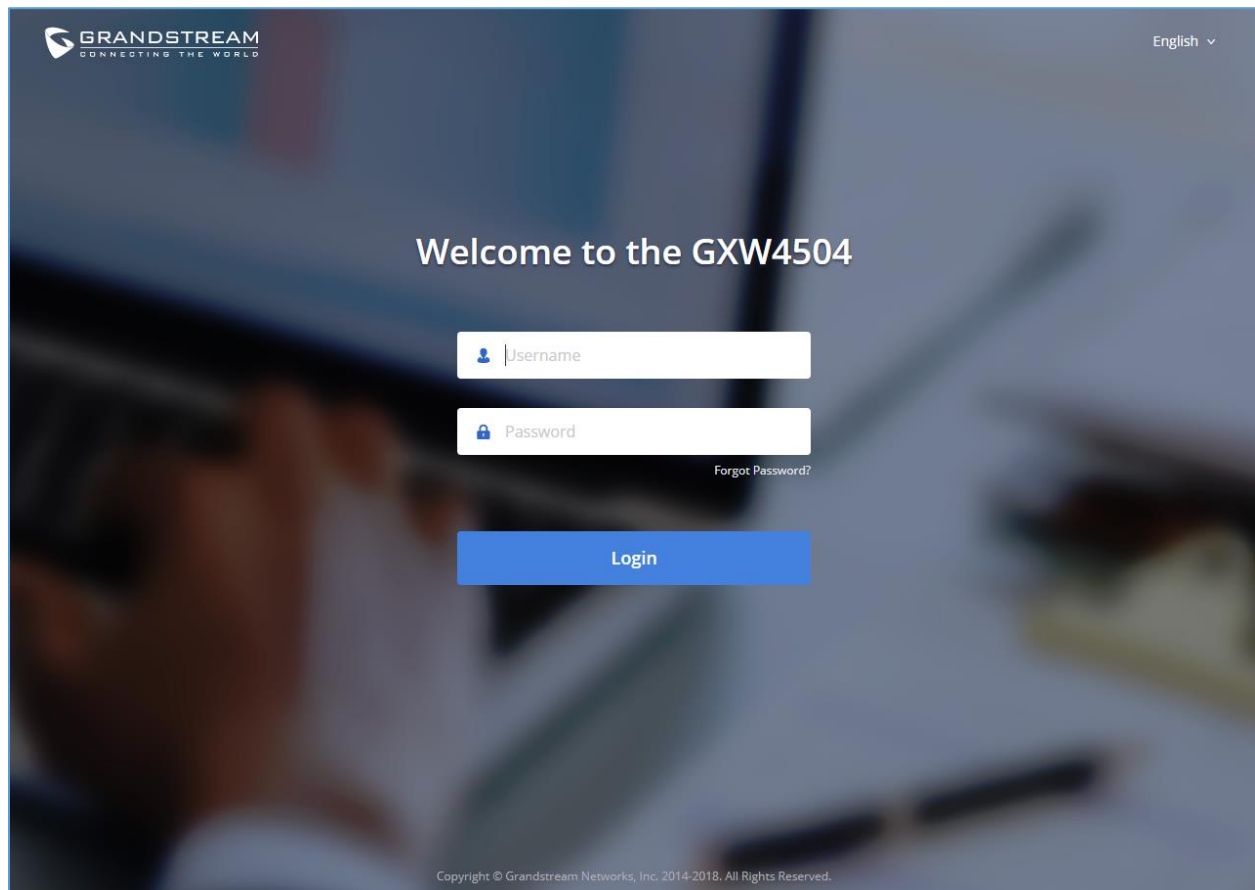 GRANDSTREAM
CONNECTING THE WORLD
English
Welcome to the GXW4504
Username
Password
Forgot Password?
Login
Copyright © Grandstream Networks, Inc. 2014-2018. All Rights Reserved.